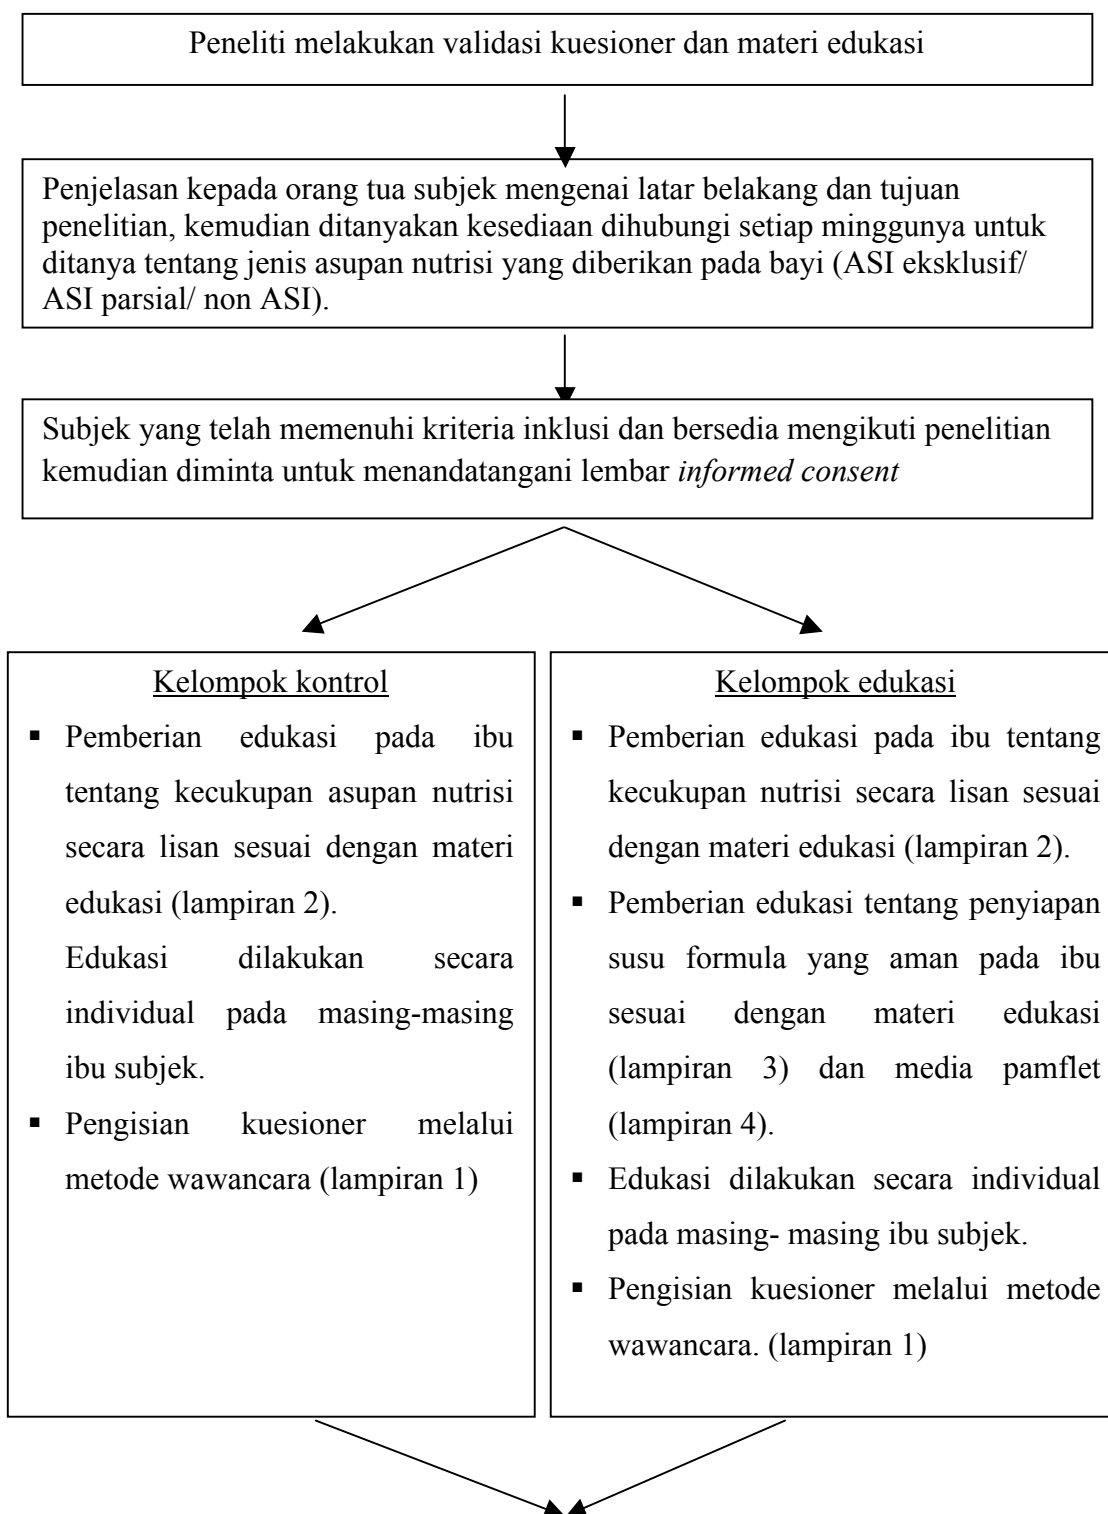 Peneliti melakukan validasi kuesioner dan materi edukasi
Penjelasan kepada orang tua subjek mengenai latar belakang dan tujuan
penelitian, kemudian ditanyakan kesediaan dihubungi setiap minggunya untuk
ditanya tentang jenis asupan nutrisi yang diberikan pada bayi (ASI eksklusif/
ASI parsial/ non ASI).
Subjek yang telah memenuhi kriteria inklusi dan bersedia mengikuti penelitian
kemudian diminta untuk menandatangani lembar informed consent
Kelompok kontrol
▪ Pemberian edukasi pada ibu
tentang kecukupan asupan nutrisi
secara lisan sesuai dengan materi
edukasi (lampiran 2).
Edukasi dilakukan secara
individual pada masing-masing
ibu subjek.
▪ Pengisian kuesioner melalui
metode wawancara (lampiran 1)
Kelompok edukasi
▪ Pemberian edukasi pada ibu tentang
kecukupan nutrisi secara lisan sesuai
dengan materi edukasi (lampiran 2).
▪ Pemberian edukasi tentang penyiapan
susu formula yang aman pada ibu
sesuai dengan materi edukasi
(lampiran 3) dan media pamflet
(lampiran 4).
▪ Edukasi dilakukan secara individual
pada masing- masing ibu subjek.
▪ Pengisian kuesioner melalui metode
wawancara. (lampiran 1)